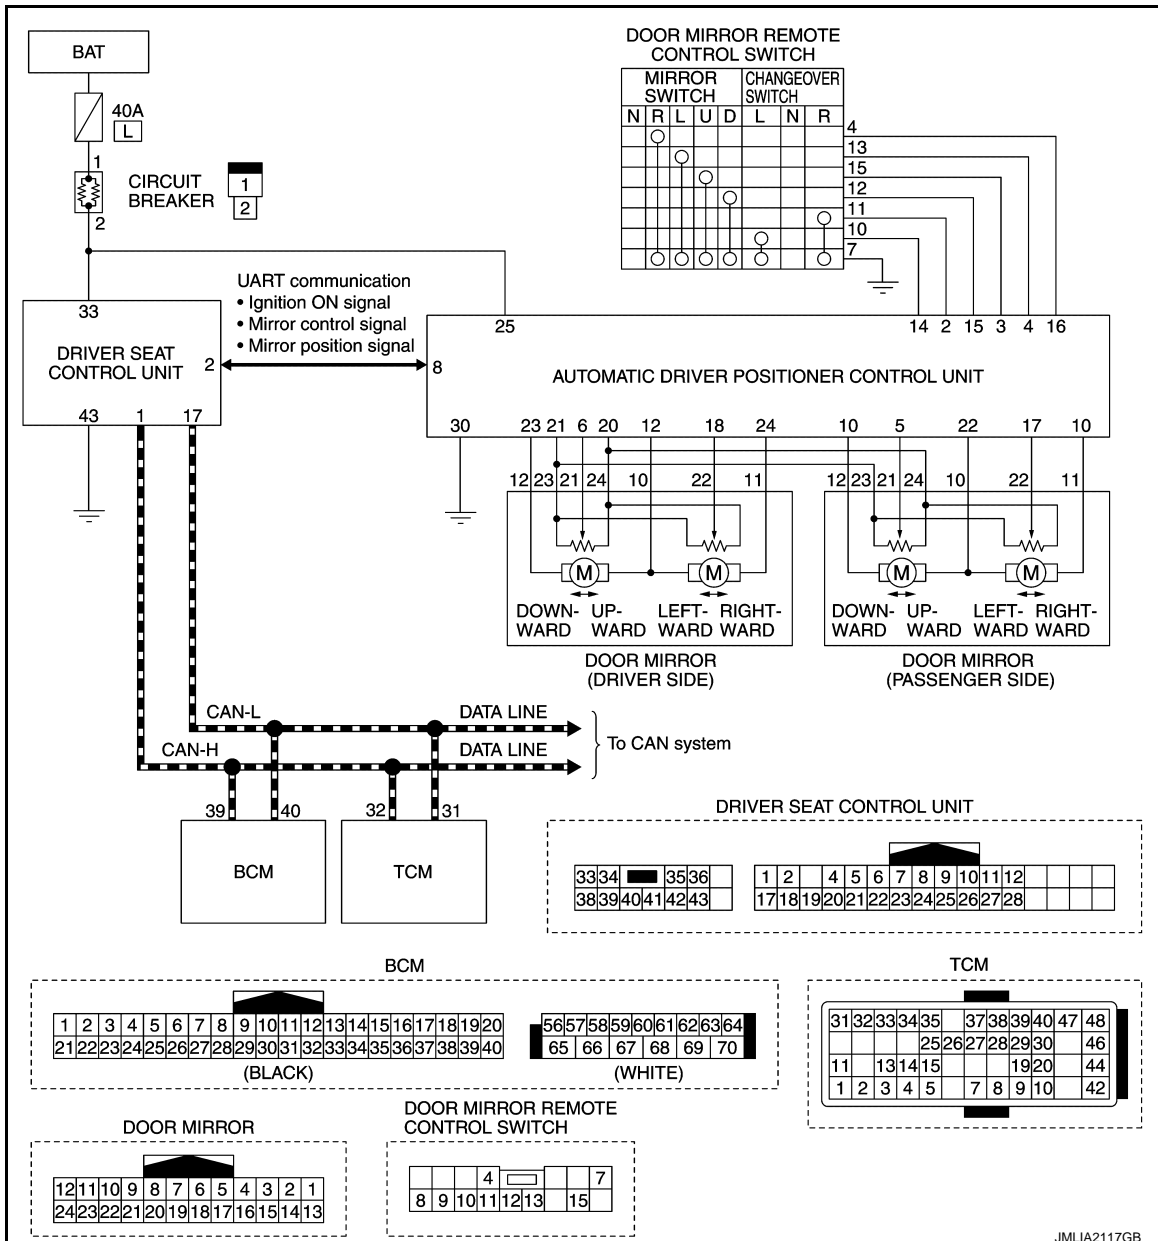 BAT
40A
L
1
CIRCUIT
BREAKER
1
2
2
DOOR MIRROR REMOTE
CONTROL SWITCH
MIRROR
SWITCH
CHANGEOVER
SWITCH
N R L U D L N R
4
13
15
12
11
10
7
UART communication
• Ignition ON signal
• Mirror control signal
• Mirror position signal
33
DRIVER SEAT
CONTROL UNIT
2
43 1 17
25 14 2 15 3 4 16
8
AUTOMATIC DRIVER POSITIONER CONTROL UNIT
30 23 21 6 20 12 18 24 10 5 22 17 10
12 23 21 24 10 22 11 12 23 21 24 10 22 11
M M M M
DOWN-
WARD
UP-
WARD
LEFT-
WARD
RIGHT-
WARD
DOWN-
WARD
UP-
WARD
LEFT-
WARD
RIGHT-
WARD
DOOR MIRROR
(DRIVER SIDE)
DOOR MIRROR
(PASSENGER SIDE)
CAN-L DATA LINE
CAN-H DATA LINE
To CAN system
39 40 32 31
BCM
TCM
DRIVER SEAT CONTROL UNIT
33 34 35 36
38 39 40 41 42 43
1 2 4 5 6 7 8 9 10 11 12
17 18 19 20 21 22 23 24 25 26 27 28
BCM
1 2 3 4 5 6 7 8 9 10 11 12 13 14 15 16 17 18 19 20
21 22 23 24 25 26 27 28 29 30 31 32 33 34 35 36 37 38 39 40
(BLACK)
56 57 58 59 60 61 62 63 64
65 66 67 68 69 70
(WHITE)
TCM
31 32 33 34 35 37 38 39 40 47 48
25 26 27 28 29 30 46
11 13 14 15 19 20 44
1 2 3 4 5 7 8 9 10 42
DOOR MIRROR
12 11 10 9 8 7 6 5 4 3 2 1
24 23 22 21 20 19 18 17 16 15 14 13
DOOR MIRROR REMOTE
CONTROL SWITCH
4 7
8 9 10 11 12 13 15
JMLIA2117GB